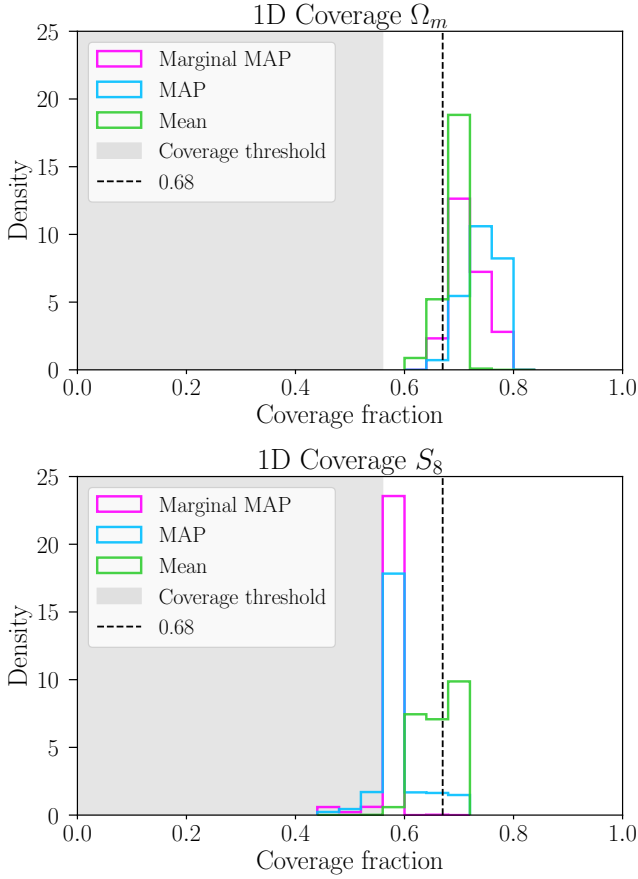 1D Coverage Ωₘ
25
20
15
10
5
0
Density
Marginal MAP
MAP
Mean
Coverage threshold
0.68
0.0 0.2 0.4 0.6 0.8 1.0
Coverage fraction
1D Coverage S₈
25
20
15
10
5
0
Density
Marginal MAP
MAP
Mean
Coverage threshold
0.68
0.0 0.2 0.4 0.6 0.8 1.0
Coverage fraction